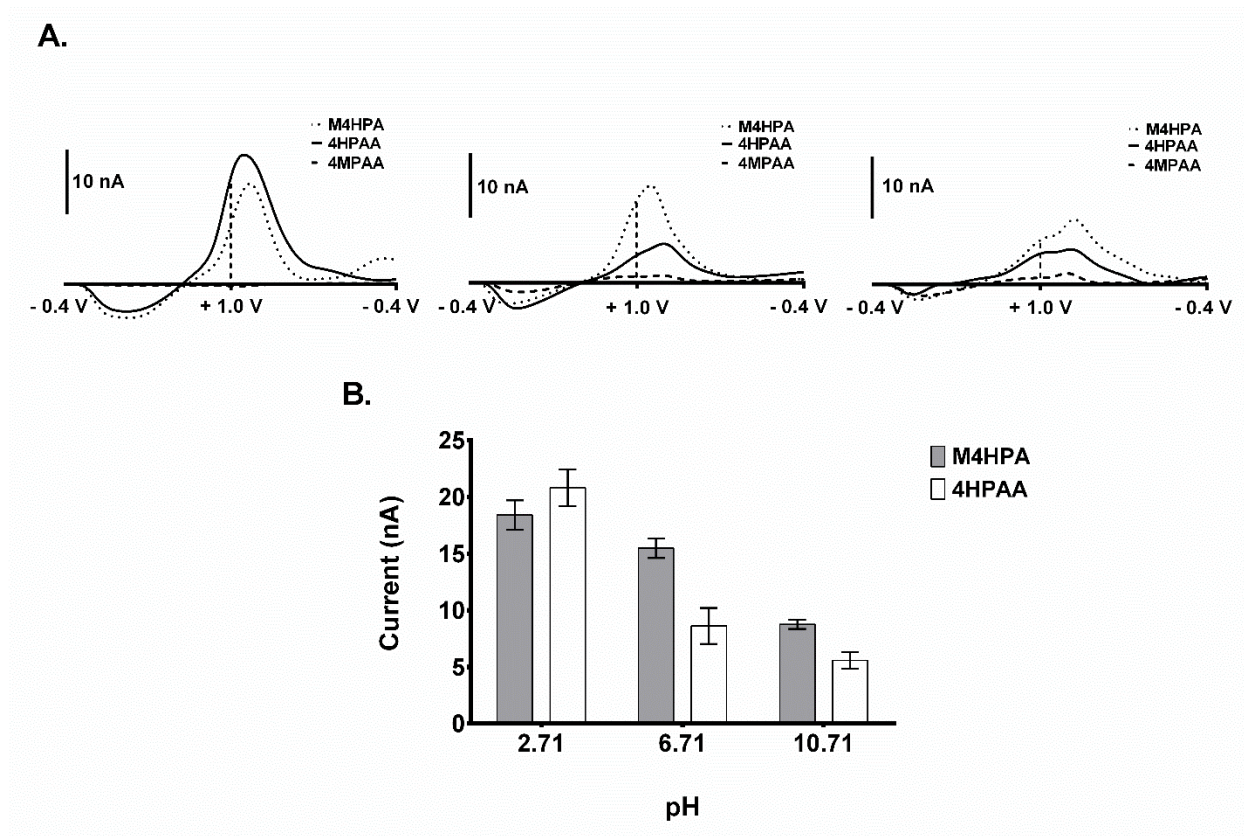 A.
M4HPA
4HPAA
4MPAA
10 nA
- 0.4 V + 1.0 V - 0.4 V
M4HPA
4HPAA
4MPAA
10 nA
- 0.4 V + 1.0 V - 0.4 V
M4HPA
4HPAA
4MPAA
10 nA
- 0.4 V + 1.0 V - 0.4 V
B.
25
20
15
10
5
0
Current (nA)
M4HPA
4HPAA
2.71 6.71 10.71
pH